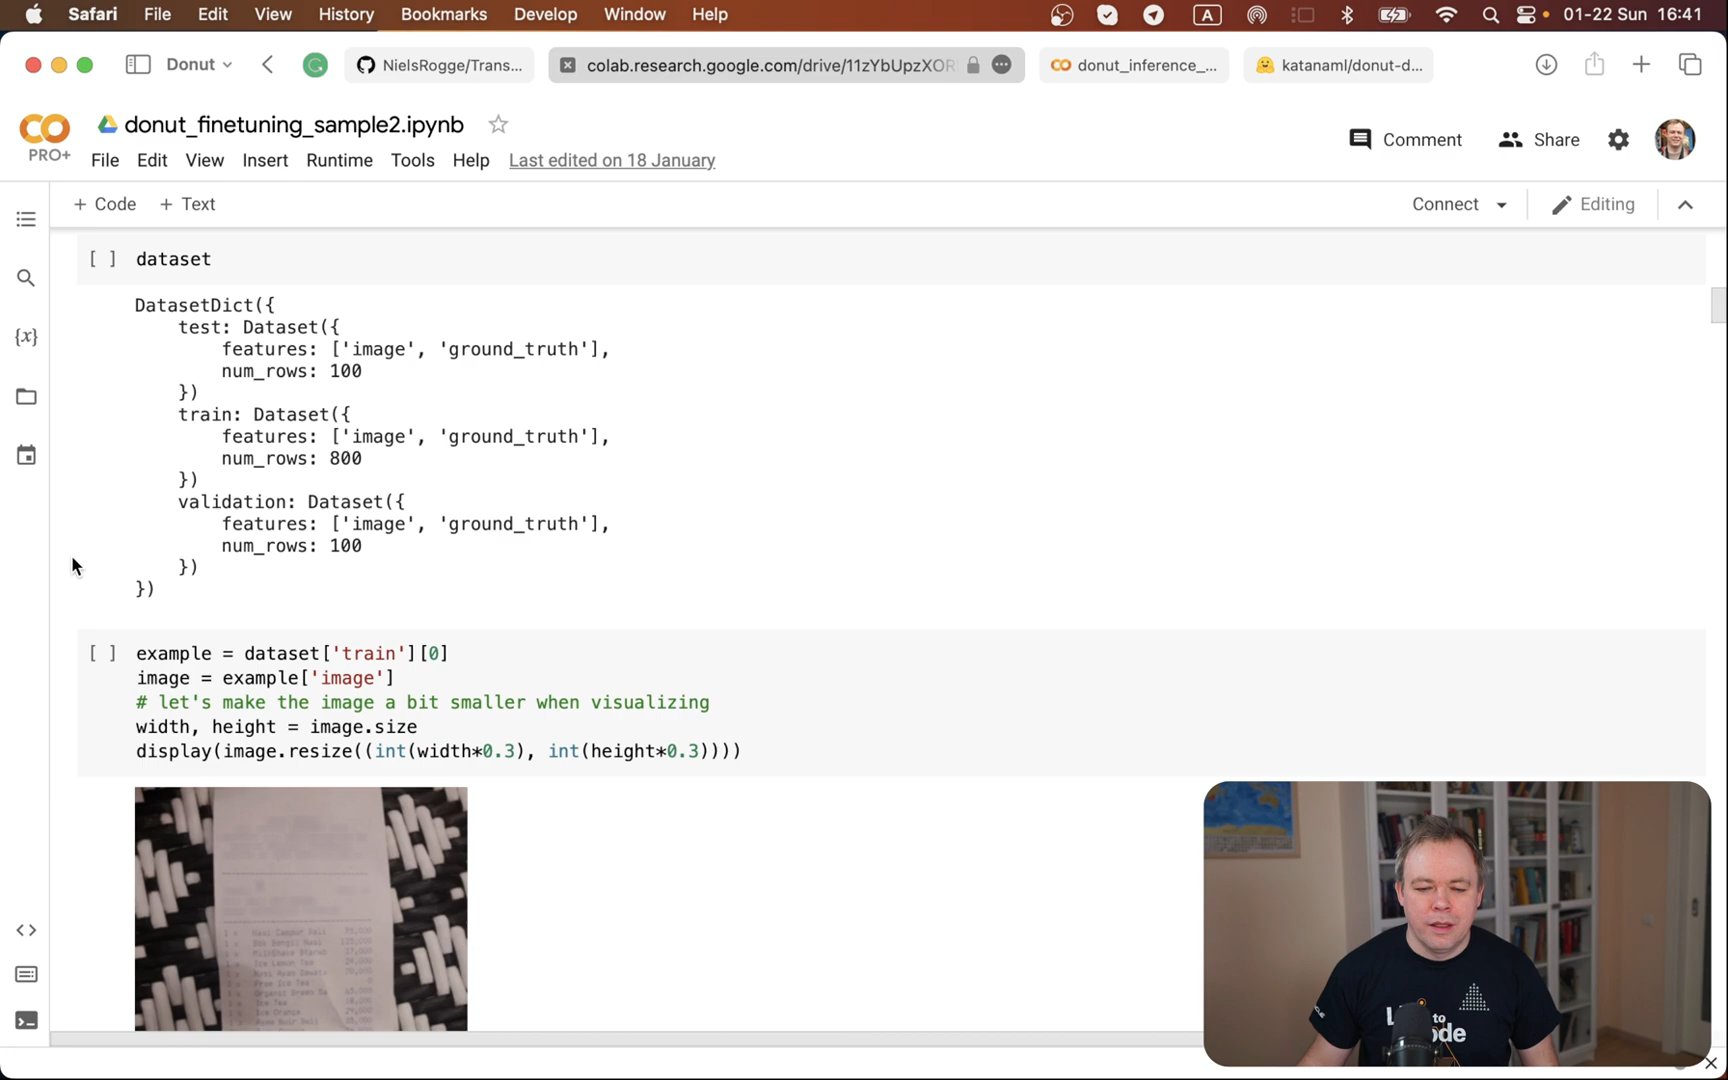 Safari File Edit View History Bookmarks Develop Window Help A 01-22 Sun 16:41
Donut NielsRogge/Trans... colab.research.google.com/drive/11zYbUpzXOR donut_inference_... katanaml/donut-d...
donut_finetuning_sample2.ipynb
PRO+ File Edit View Insert Runtime Tools Help Last edited on 18 January
Comment Share
+ Code + Text Connect Editing
[ ] dataset
DatasetDict({
test: Dataset({
features: ['image', 'ground_truth'],
num_rows: 100
})
train: Dataset({
features: ['image', 'ground_truth'],
num_rows: 800
})
validation: Dataset({
features: ['image', 'ground_truth'],
num_rows: 100
})
})
{x}
[ ] example = dataset['train'][0]
image = example['image']
# let's make the image a bit smaller when visualizing
width, height = image.size
display(image.resize((int(width*0.3), int(height*0.3))))
Ice Tea
to